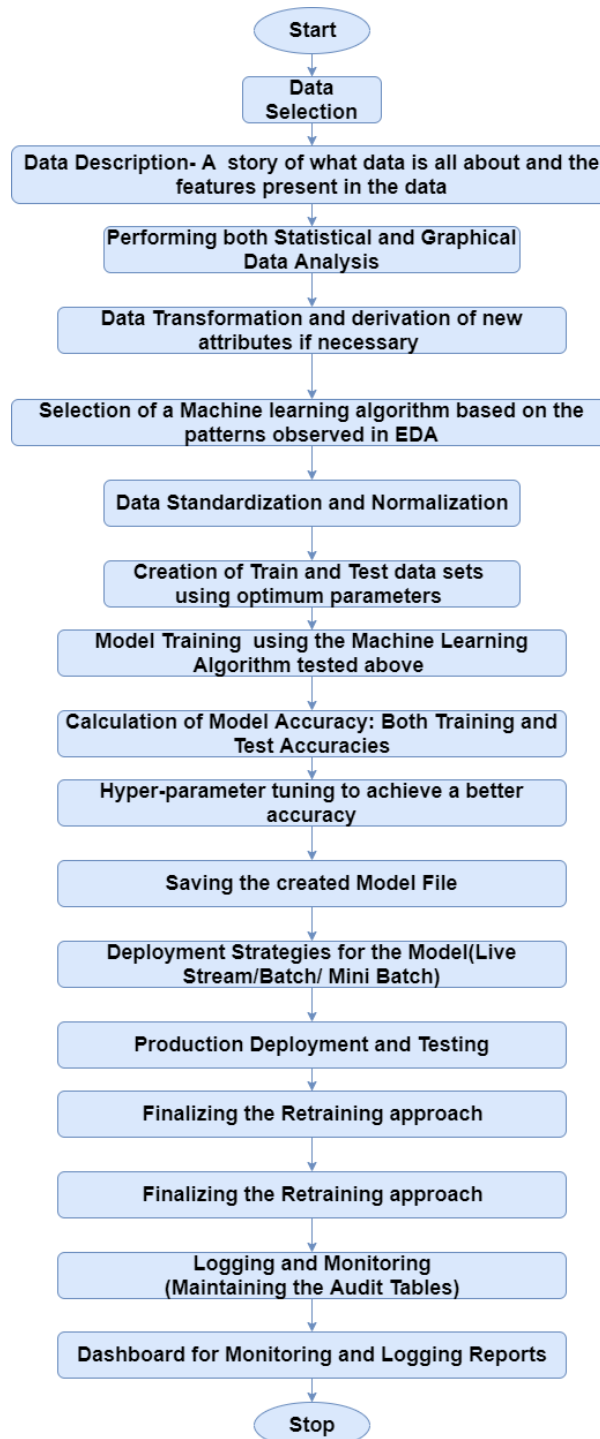 Start
Data
Selection
Data Description- A story of what data is all about and the
features present in the data
Performing both Statistical and Graphical
Data Analysis
Data Transformation and derivation of new
attributes if necessary
Selection of a Machine learning algorithm based on the
patterns observed in EDA
Data Standardization and Normalization
Creation of Train and Test data sets
using optimum parameters
Model Training using the Machine Learning
Algorithm tested above
Calculation of Model Accuracy: Both Training and
Test Accuracies
Hyper-parameter tuning to achieve a better
accuracy
Saving the created Model File
Deployment Strategies for the Model(Live
Stream/Batch/ Mini Batch)
Production Deployment and Testing
Finalizing the Retraining approach
Finalizing the Retraining approach
Logging and Monitoring
(Maintaining the Audit Tables)
Dashboard for Monitoring and Logging Reports
Stop